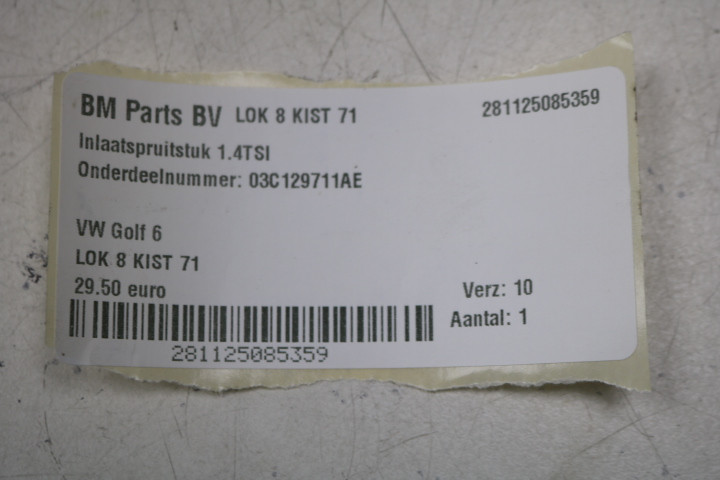 BM Parts BV LOK 8 KIST 71 281125085359
Inlaatspruitstuk 1.4TSI
Onderdeelnummer: 03C129711AE
VW Golf 6
LOK 8 KIST 71
29.50 euro Verz: 10
Aantal: 1
281125085359